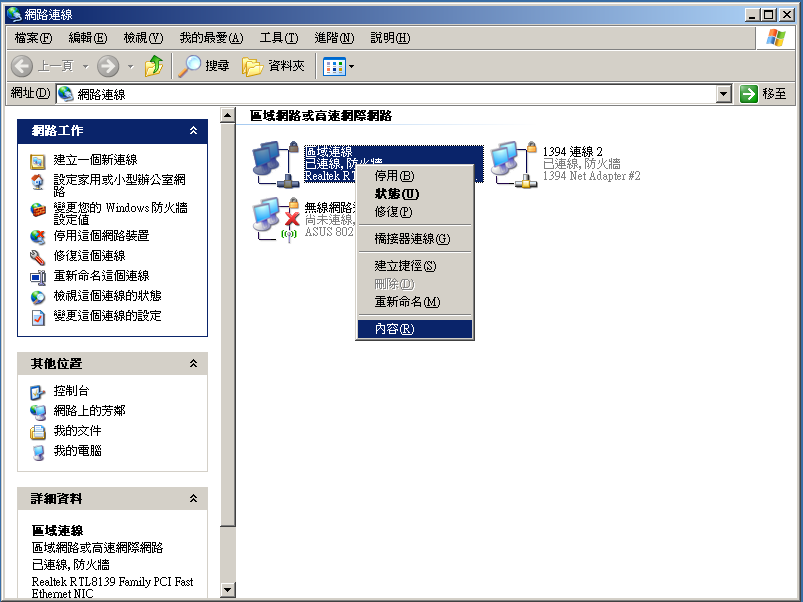 網路連線
檔案(F) 編輯(E) 檢視(V) 我的最愛(A) 工具(T) 進階(N) 說明(H)
上一頁 搜尋 資料夾
網址(D) 網路連線 移至
網路工作
建立一個新連線
設定家用或小型辦公室網
路
變更您的 Windows 防火牆
設定值
停用這個網路裝置
修復這個連線
重新命名這個連線
檢視這個連線的狀態
變更這個連線的設定
其他位置
控制台
網路上的芳鄰
我的文件
我的電腦
詳細資料
區域連線
區域網路或高速網際網路
已連線, 防火牆
Realtek RTL8139 Family PCI Fast
Ethernet NIC
區域網路或高速網際網路
區域連線
已連線, 防火牆
Realtek RT
1394 連線 2
已連線, 防火牆
1394 Net Adapter #2
無線網路
尚未連線,
ASUS 802
停用(B)
狀態(U)
修復(P)
橋接器連線(G)
建立捷徑(S)
刪除(D)
重新命名(M)
內容(R)